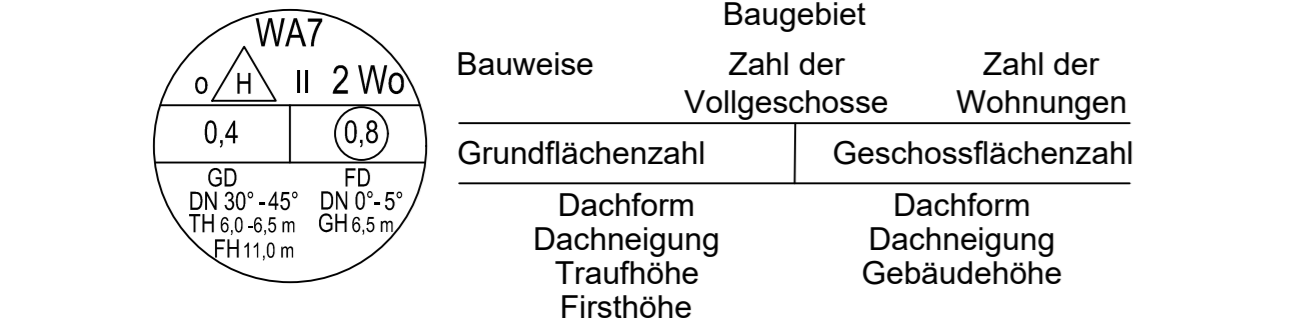 WA7
o H II 2 Wo
0,4 0,8
GD FD
DN 30° - 45° DN 0°- 5°
TH 6,0 -6,5 m GH 6,5 m
FH 11,0 m
Baugebiet
Bauweise Zahl der Zahl der
Vollgeschosse Wohnungen
Grundflächenzahl Geschossflächenzahl
Dachform Dachform
Dachneigung Dachneigung
Traufhöhe Gebäudehöhe
Firsthöhe